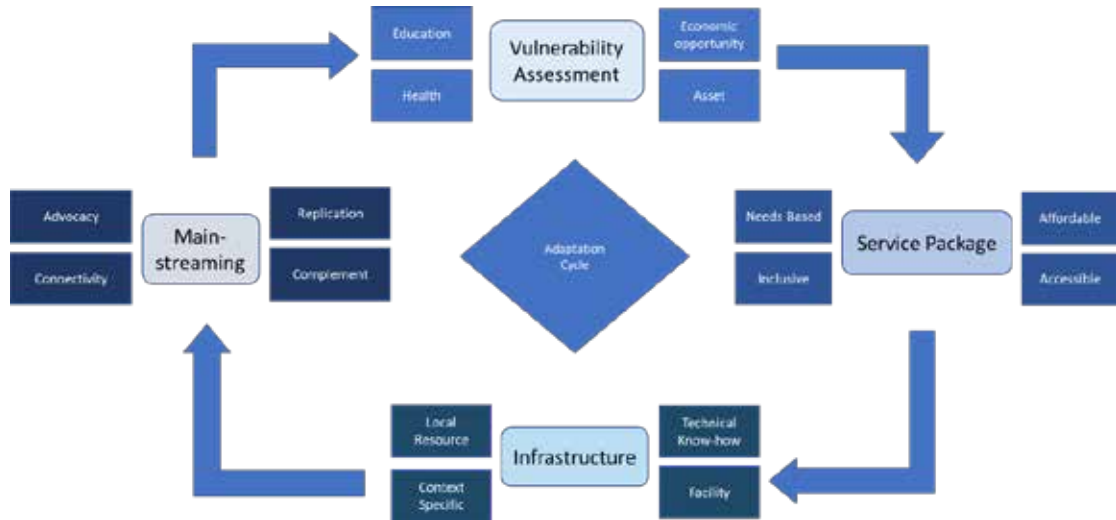 Education
Health
Vulnerability
Assessment
Economic
opportunity
Asset
Advocacy
Connectivity
Main-
streaming
Replication
Complement
Adaptation
Cycle
Needs Based
Inclusive
Service Package
Affordable
Accessible
Local
Resource
Context
Specific
Infrastructure
Technical
Know-how
Facility